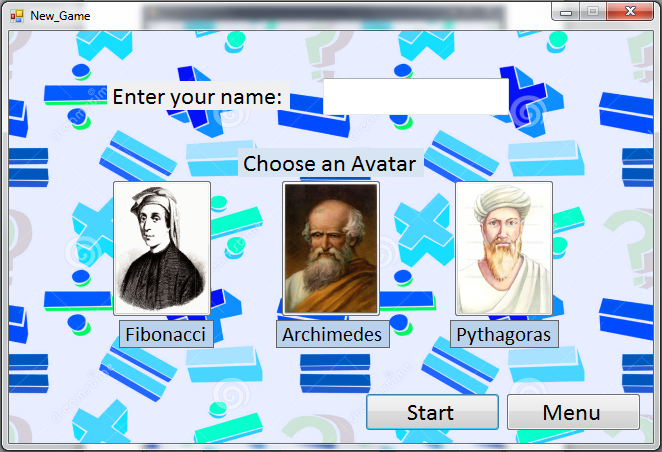 New_Game
Enter your name:
Choose an Avatar
Fibonacci
Archimedes
Pythagoras
Start
Menu